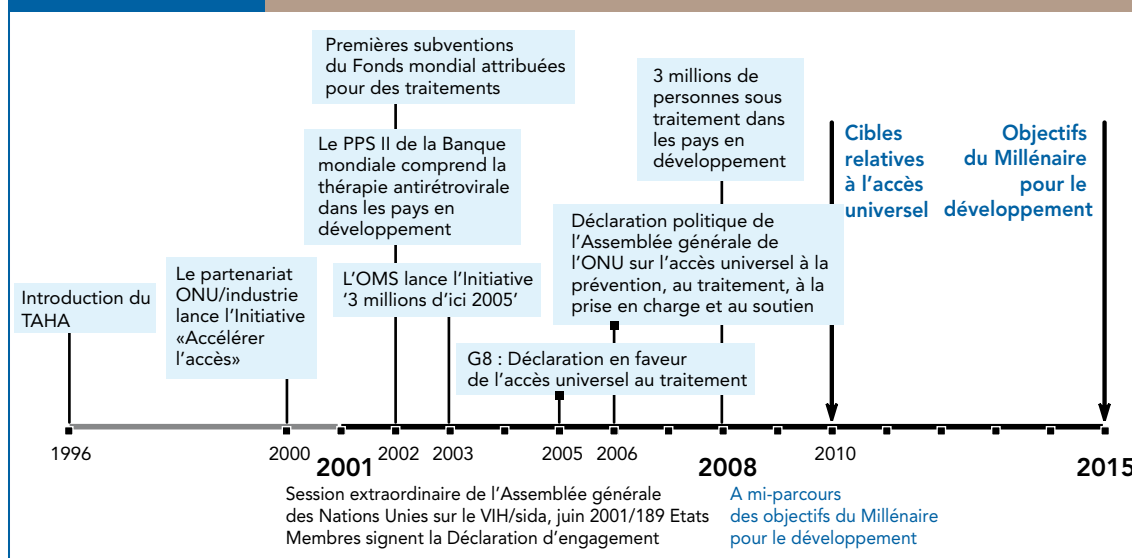 Premières subventions
du Fonds mondial attribuées
pour des traitements
3 millions de
personnes sous
traitement dans
les pays en
développement
Le PPS II de la Banque
mondiale comprend la
thérapie antirétrovirale
dans les pays en
développement
Cibles
relatives
à l’accès
universel
Objectifs
du Millénaire
pour le
développement
Déclaration politique de
l’Assemblée générale de
l’ONU sur l’accès universel à la
prévention, au traitement, à la
prise en charge et au soutien
Introduction du
TAHA
Le partenariat
ONU/industrie
lance l’Initiative
«Accélérer
l’accès»
L’OMS lance l’Initiative
‘3 millions d’ici 2005’
G8 : Déclaration en faveur
de l’accès universel au traitement
1996 2000 2001 2002 2003 2005 2006 2008 2010 2015
Session extraordinaire de l’Assemblée générale
des Nations Unies sur le VIH/sida, juin 2001/189 Etats
Membres signent la Déclaration d’engagement
A mi-parcours
des objectifs du Millénaire
pour le développement